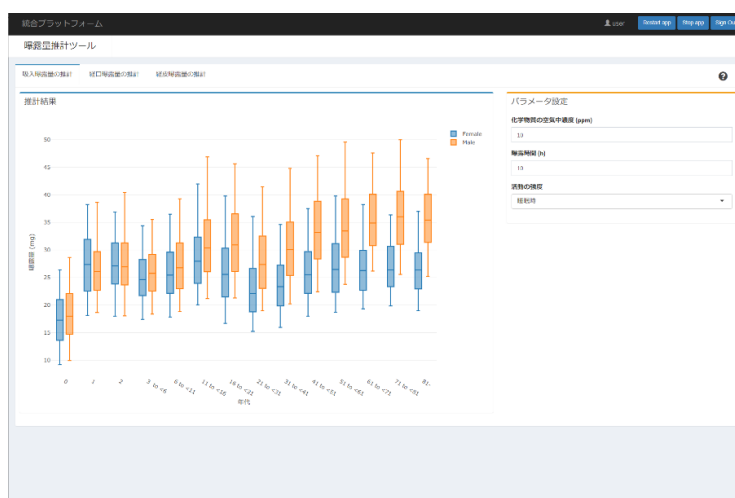 統合プラットフォーム
user
Restart app
Stop app
Sign Ou
曝露量推計ツール
吸入曝露量の推計 経口曝露量の推計 経皮曝露量の推計
推計結果
Female
Male
50
45
40
35
30
25
20
15
10
曝露量 (mg)
0 1 2 3 to <6 6 to <11 11 to <16 16 to <21 21 to <31 31 to <41 41 to <51 51 to <61 61 to <71 71 to <81 81-
年代
パラメータ設定
化学物質の空気中濃度 (ppm)
10
曝露時間 (h)
10
活動の強度
睡眠時